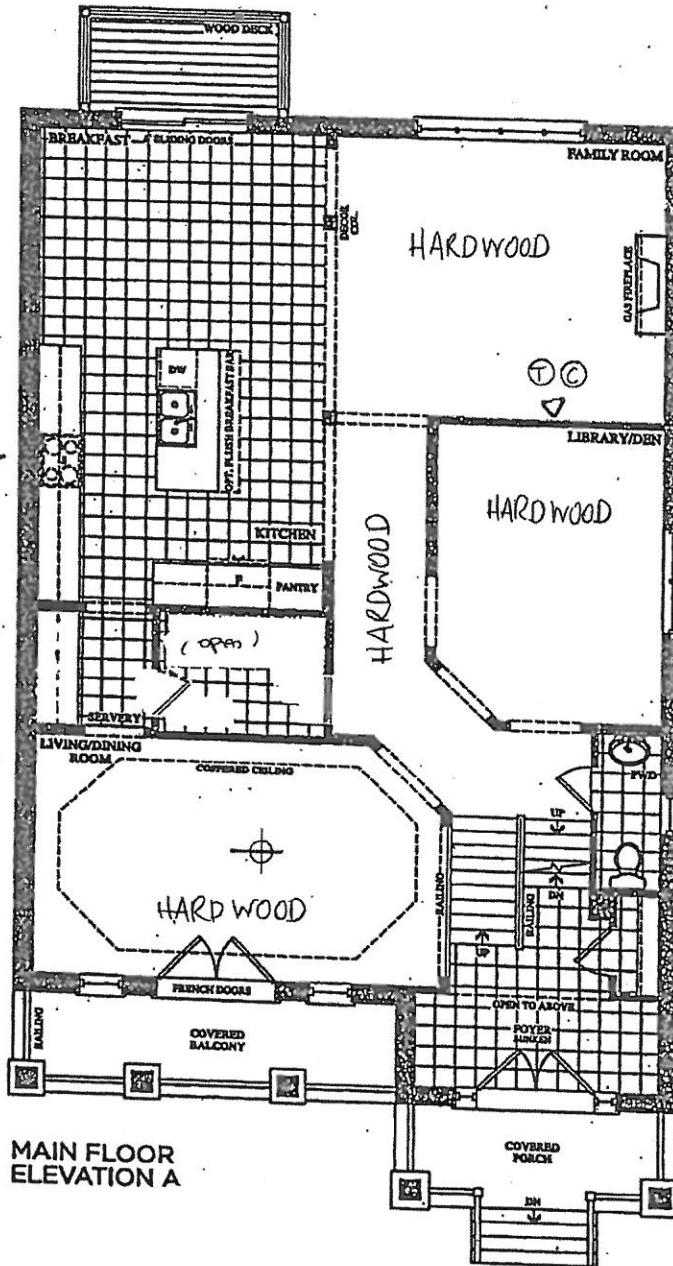 WOOD DECK
BREAKFAST
SLIDING DOORS
FAMILY ROOM
DECOR
COL.
HARDWOOD
GAS FIREPLACE
DW
OPT. FLUSH BREAKFAST BAR
T C
LIBRARY/DEN
HARDWOOD
KITCHEN
HARDWOOD
F
PANTRY
(open)
SERVERY
LIVING/DINING
ROOM
COFFERED CEILING
PWD
UP
RAILING
RAILING
DN
UP
HARDWOOD
FRENCH DOORS
OPEN TO ABOVE
FOYER
SUNKEN
RAILING
COVERED
BALCONY
MAIN FLOOR
ELEVATION A
COVERED
PORCH
DN